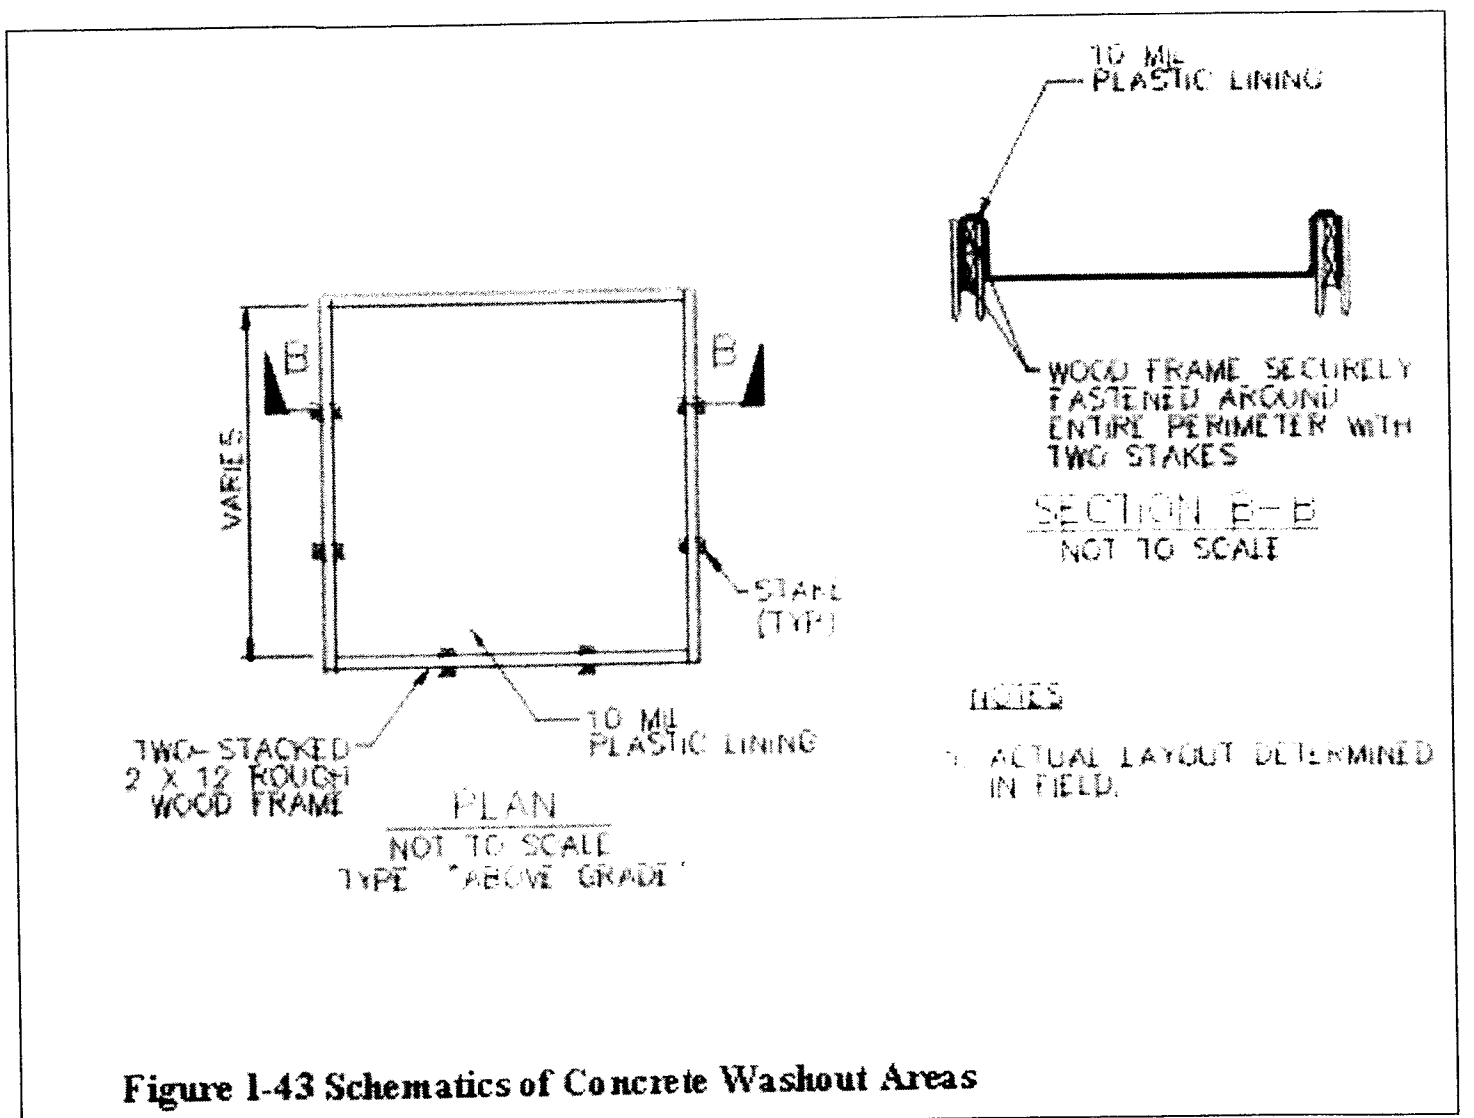 10 MIL
PLASTIC LINING
B
B
VARIES
WOOD FRAME SECURELY
FASTENED AROUND
ENTIRE PERIMETER WITH
TWO STAKES
SECTION B-B
NOT TO SCALE
STAKE
(TYP)
NOTES
1. ACTUAL LAYOUT DETERMINED
IN FIELD.
10 MIL
PLASTIC LINING
TWO-STACKED
2 X 12 ROUGH
WOOD FRAME
PLAN
NOT TO SCALE
TYPE "ABOVE GRADE"
Figure 1-43 Schematics of Concrete Washout Areas